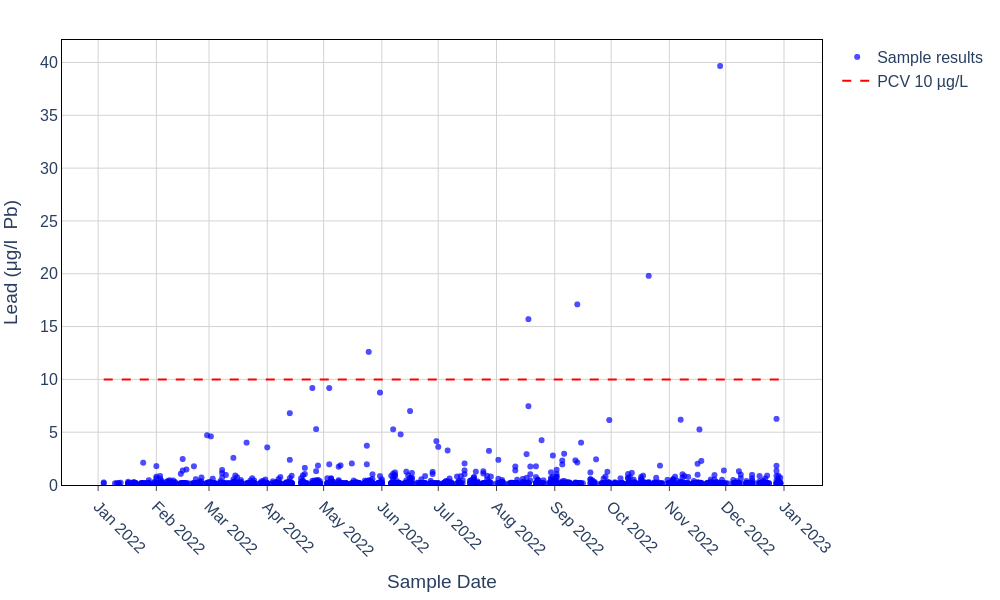 40
35
30
25
20
15
10
5
0
Lead (µg/l  Pb)
Jan 2022
Feb 2022
Mar 2022
Apr 2022
May 2022
Jun 2022
Jul 2022
Aug 2022
Sep 2022
Oct 2022
Nov 2022
Dec 2022
Jan 2023
Sample Date
Sample results
PCV 10 µg/L